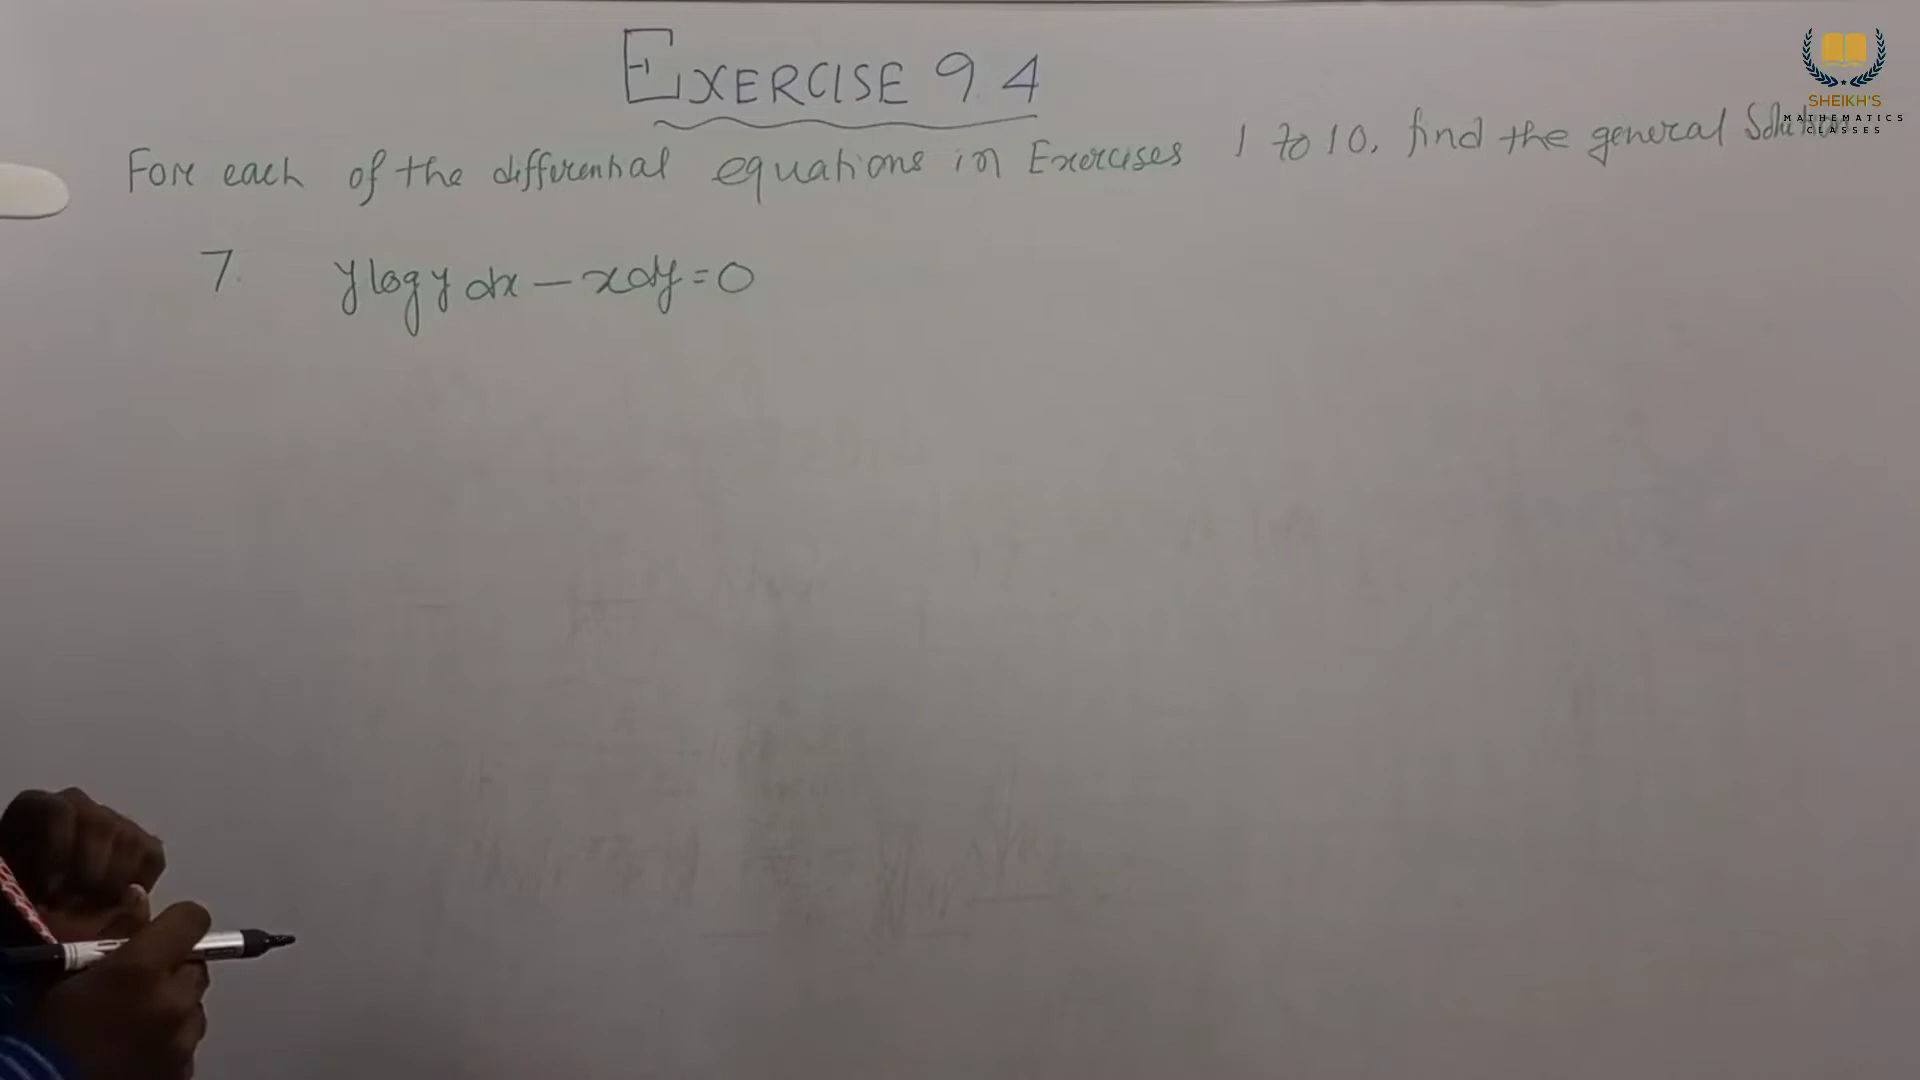 EXERCISE 9.4
For each of the differential equations in Exercises 1 to 10, find the general Solution
7. y log y dx − x dy = 0
SHEIKH'S
MATHEMATICS
CLASSES